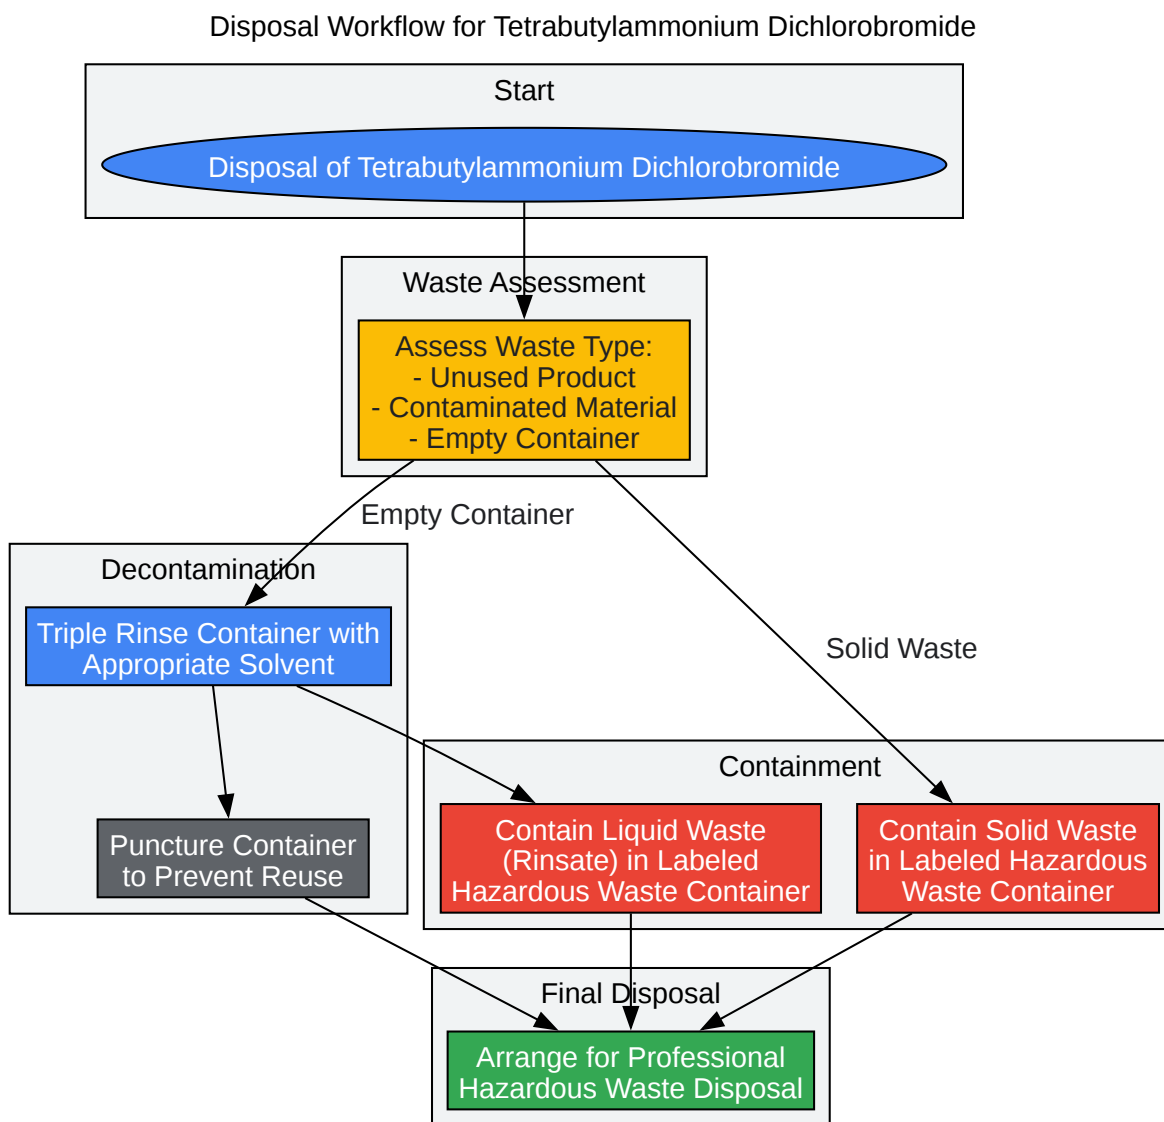 Disposal Workflow for Tetrabutylammonium Dichlorobromide
Start
Disposal of Tetrabutylammonium Dichlorobromide
Waste Assessment
Assess Waste Type:
- Unused Product
- Contaminated Material
- Empty Container
Empty Container
Decontamination
Triple Rinse Container with
Appropriate Solvent
Solid Waste
Containment
Puncture Container
to Prevent Reuse
Contain Liquid Waste
(Rinsate) in Labeled
Hazardous Waste Container
Contain Solid Waste
in Labeled Hazardous
Waste Container
Final Disposal
Arrange for Professional
Hazardous Waste Disposal